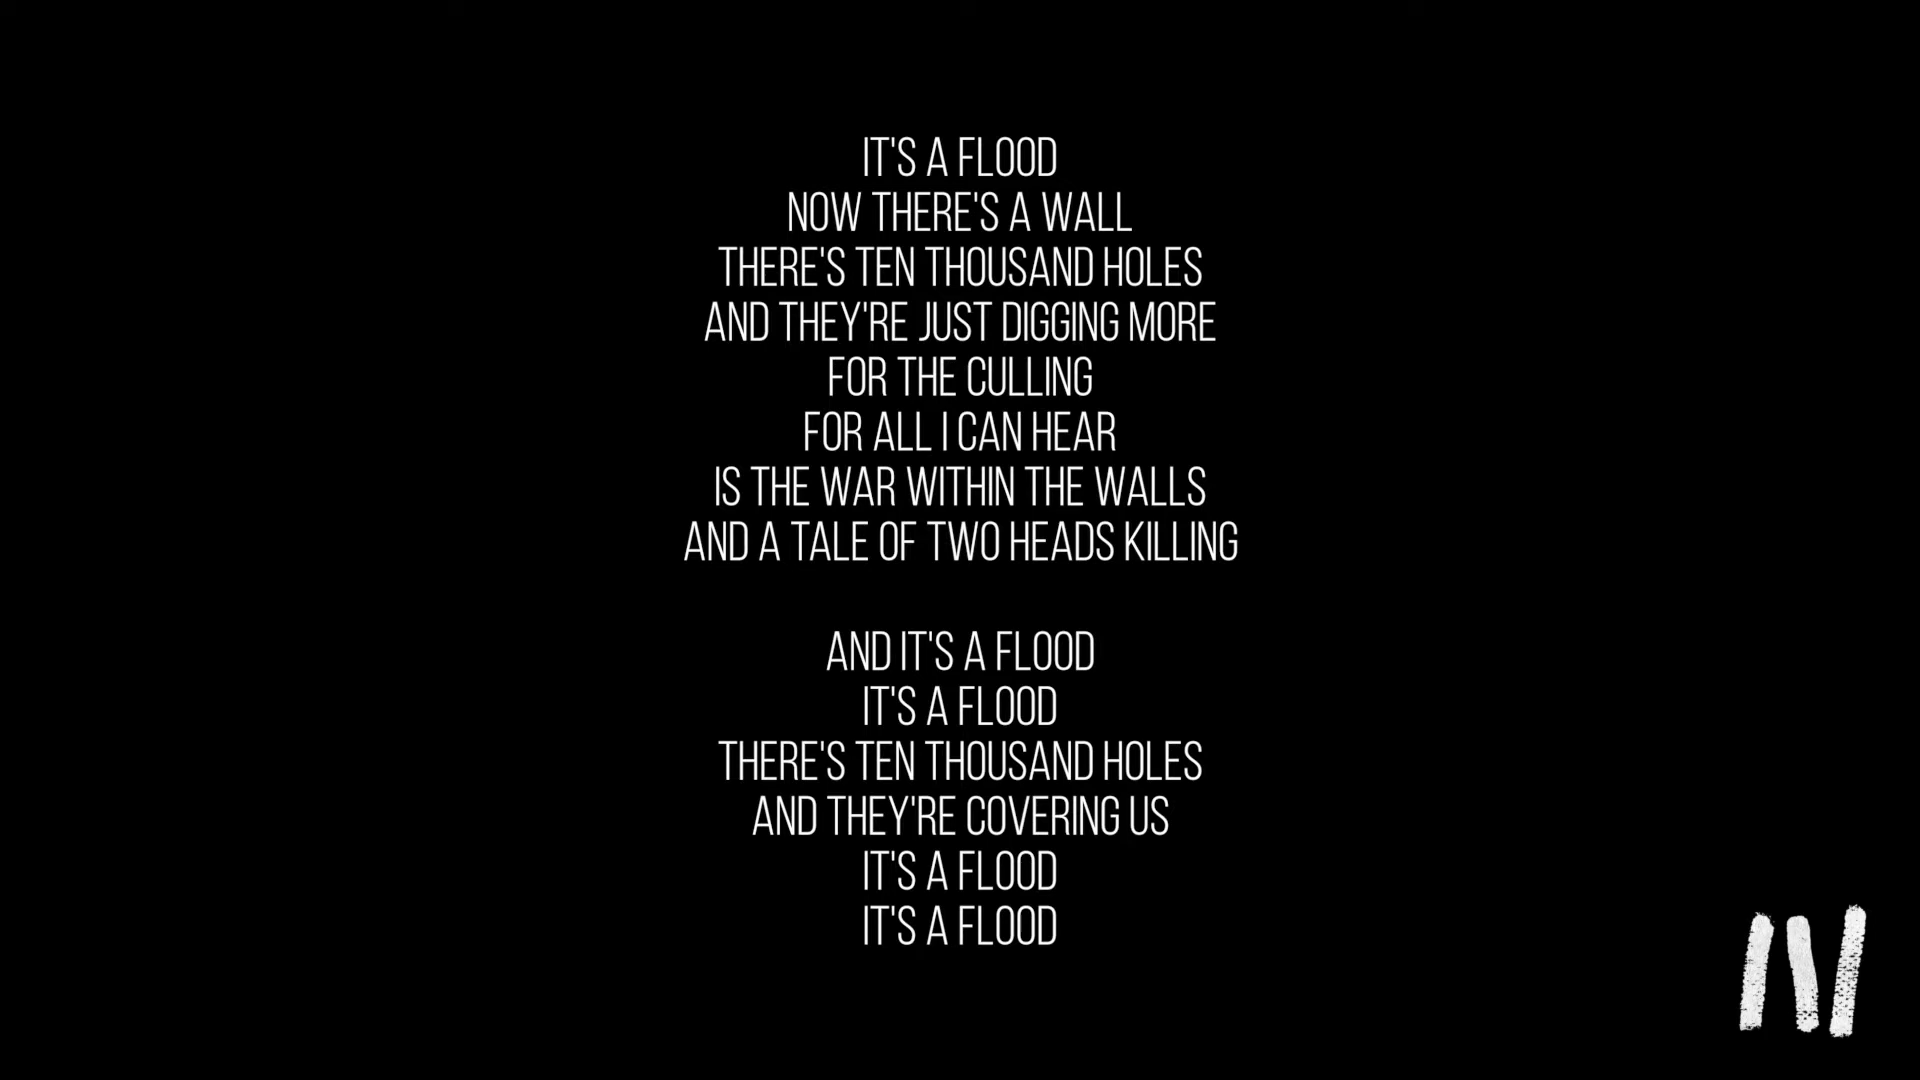 IT'S A FLOOD
NOW THERE'S A WALL
THERE'S TEN THOUSAND HOLES
AND THEY'RE JUST DIGGING MORE
FOR THE CULLING
FOR ALL I CAN HEAR
IS THE WAR WITHIN THE WALLS
AND A TALE OF TWO HEADS KILLING
AND IT'S A FLOOD
IT'S A FLOOD
THERE'S TEN THOUSAND HOLES
AND THEY'RE COVERING US
IT'S A FLOOD
IT'S A FLOOD